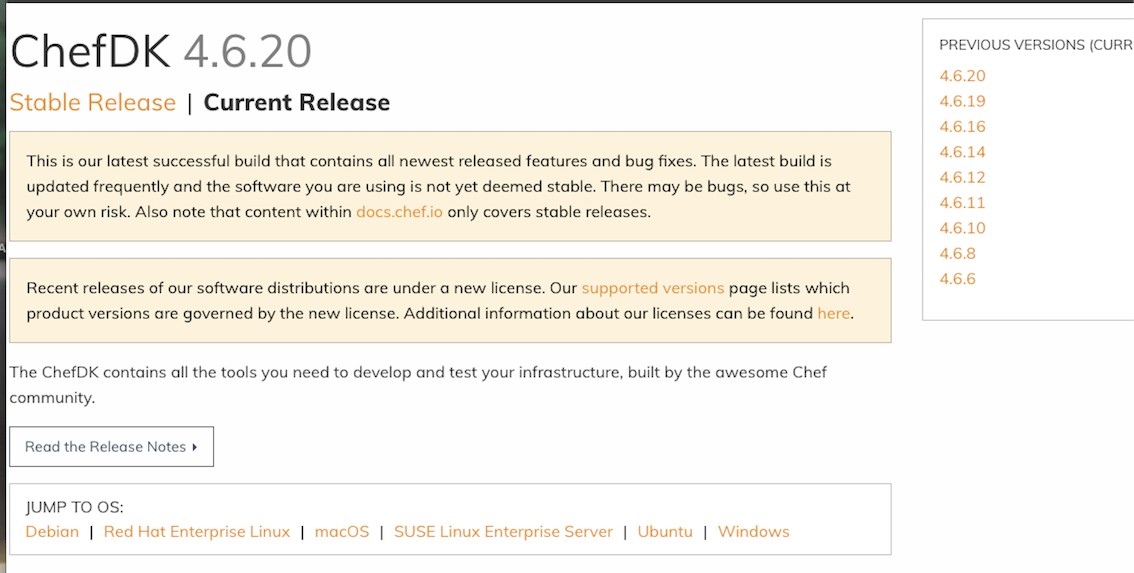 ChefDK 4.6.20
Stable Release | Current Release
This is our latest successful build that contains all newest released features and bug fixes. The latest build is
updated frequently and the software you are using is not yet deemed stable. There may be bugs, so use this at
your own risk. Also note that content within docs.chef.io only covers stable releases.
Recent releases of our software distributions are under a new license. Our supported versions page lists which
product versions are governed by the new license. Additional information about our licenses can be found here.
The ChefDK contains all the tools you need to develop and test your infrastructure, built by the awesome Chef
community.
Read the Release Notes
JUMP TO OS:
Debian | Red Hat Enterprise Linux | macOS | SUSE Linux Enterprise Server | Ubuntu | Windows
PREVIOUS VERSIONS (CURR
4.6.20
4.6.19
4.6.16
4.6.14
4.6.12
4.6.11
4.6.10
4.6.8
4.6.6